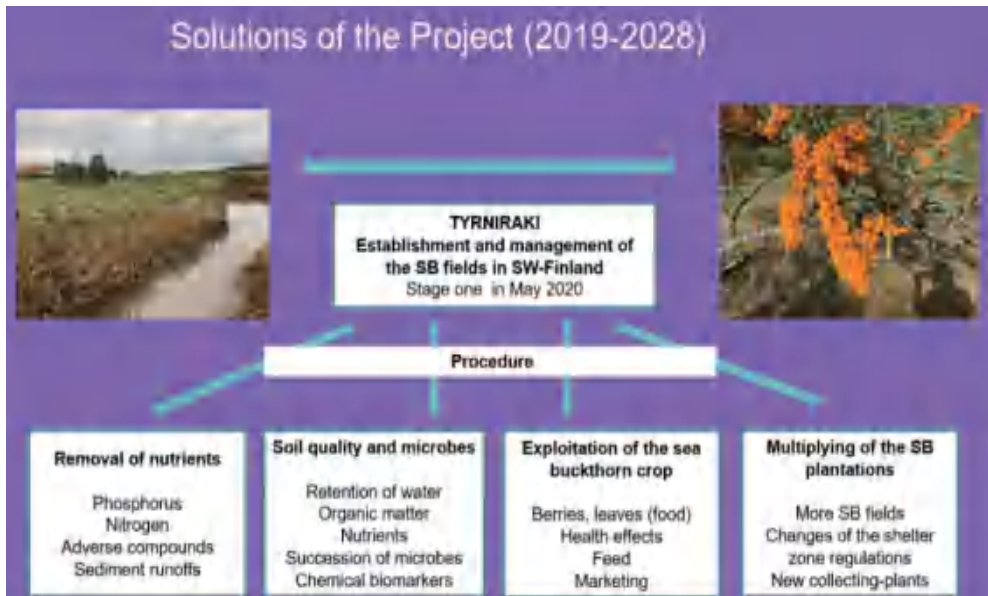 Solutions of the Project (2019-2028)
TYRNIRAKI
Establishment and management of
the SB fields in SW-Finland
Stage one in May 2020
Procedure
Removal of nutrients
Phosphorus
Nitrogen
Adverse compounds
Sediment runoffs
Soil quality and microbes
Retention of water
Organic matter
Nutrients
Succession of microbes
Chemical biomarkers
Exploitation of the sea
buckthorn crop
Berries, leaves (food)
Health effects
Feed
Marketing
Multiplying of the SB
plantations
More SB fields
Changes of the shelter
zone regulations
New collecting-plants